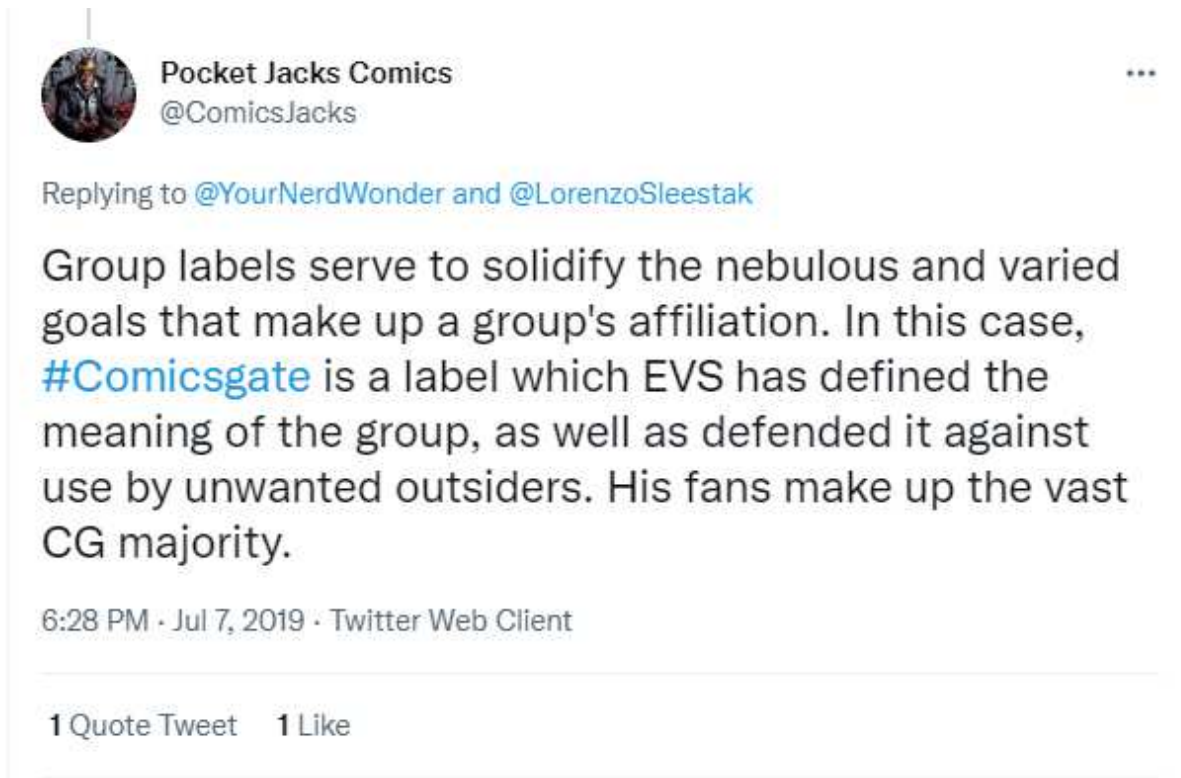 Pocket Jacks Comics
@ComicsJacks
Replying to @YourNerdWonder and @LorenzoSleestak
Group labels serve to solidify the nebulous and varied
goals that make up a group's affiliation. In this case,
#Comicsgate is a label which EVS has defined the
meaning of the group, as well as defended it against
use by unwanted outsiders. His fans make up the vast
CG majority.
6:28 PM · Jul 7, 2019 · Twitter Web Client
1 Quote Tweet 1 Like